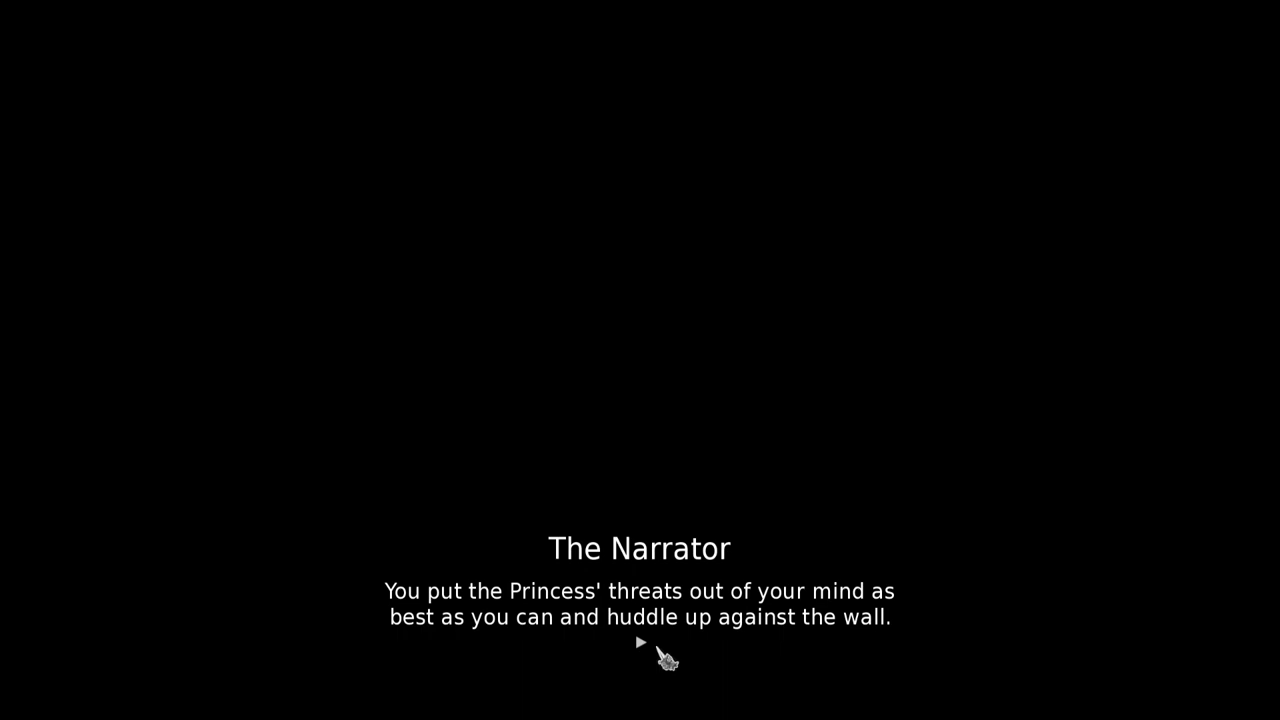 The Narrator
You put the Princess' threats out of your mind as
best as you can and huddle up against the wall.